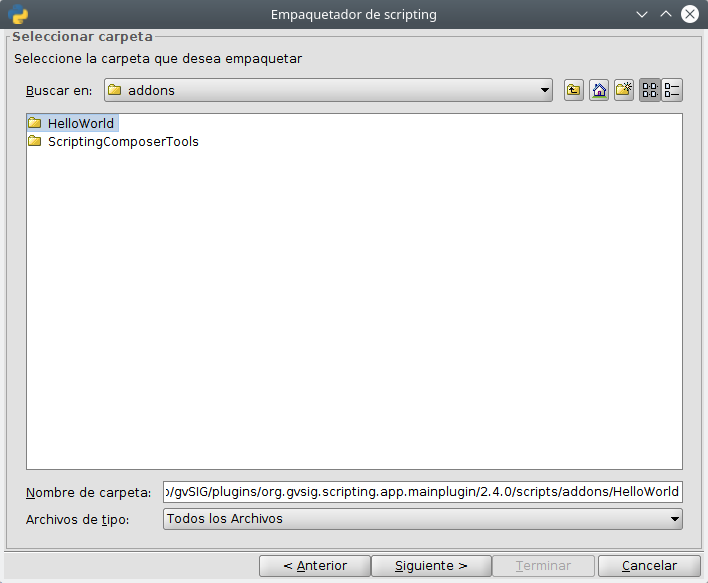 Empaquetador de scripting
Seleccionar carpeta
Seleccione la carpeta que desea empaquetar
Buscar en: addons
HelloWorld
ScriptingComposerTools
Nombre de carpeta: o/gvSIG/plugins/org.gvsig.scripting.app.mainplugin/2.4.0/scripts/addons/HelloWorld
Archivos de tipo: Todos los Archivos
< Anterior Siguiente > Terminar Cancelar